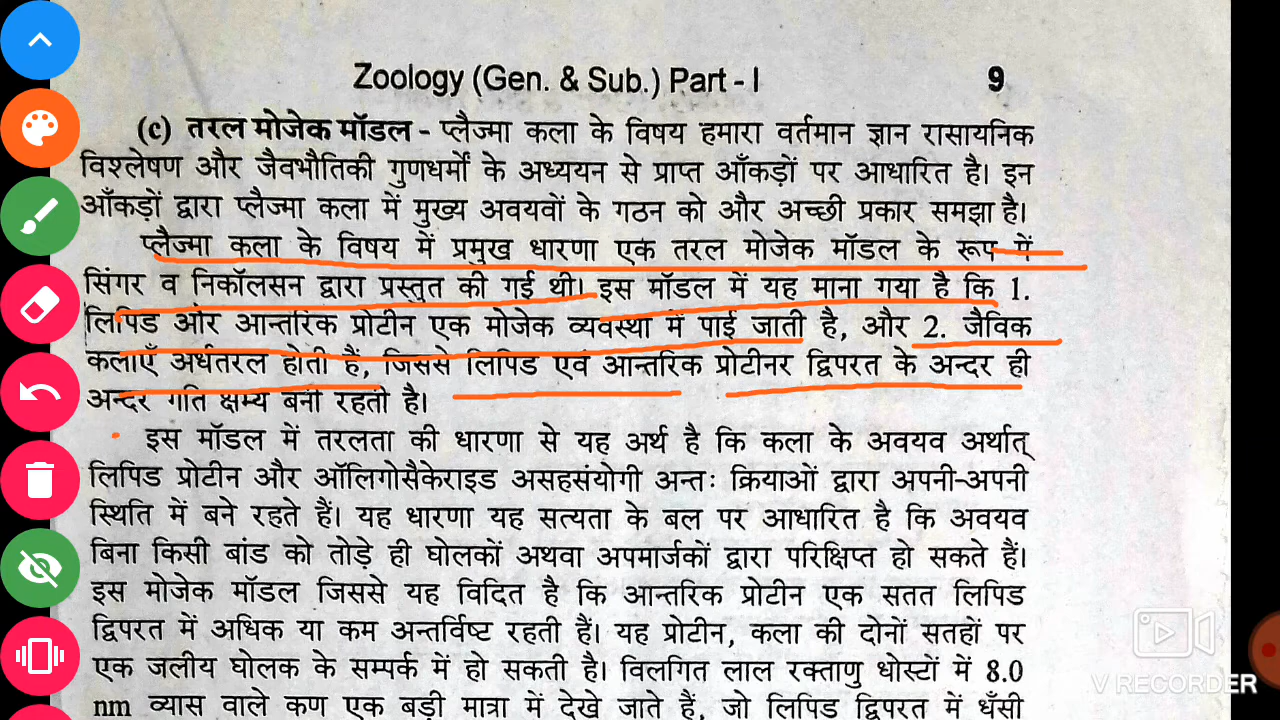 Zoology (Gen. & Sub.) Part - I 9
(c) तरल मोजेक मॉडल - प्लैज्मा कला के विषय हमारा वर्तमान ज्ञान रासायनिक
विश्लेषण और जैवभौतिकी गुणधर्मों के अध्ययन से प्राप्त आँकड़ों पर आधारित है। इन
आँकड़ों द्वारा प्लैज्मा कला में मुख्य अवयवों के गठन को और अच्छी प्रकार समझा है।
प्लैज्मा कला के विषय में प्रमुख धारणा एक तरल मोजेक मॉडल के रूप में
सिंगर व निकॉलसन द्वारा प्रस्तुत की गई थी। इस मॉडल में यह माना गया है कि 1.
लिपिड और आन्तरिक प्रोटीन एक मोजेक व्यवस्था में पाई जाती है, और 2. जैविक
कलाएँ अर्धतरल होती हैं, जिससे लिपिड एवं आन्तरिक प्रोटीनर द्विपरत के अन्दर ही
अन्दर गति क्षम्य बनी रहती है।
इस मॉडल में तरलता की धारणा से यह अर्थ है कि कला के अवयव अर्थात्
लिपिड प्रोटीन और ऑलिगोसैकेराइड असहसंयोगी अन्तः क्रियाओं द्वारा अपनी-अपनी
स्थिति में बने रहते हैं। यह धारणा यह सत्यता के बल पर आधारित है कि अवयव
बिना किसी बांड को तोड़े ही घोलकों अथवा अपमार्जकों द्वारा परिक्षिप्त हो सकते हैं।
इस मोजेक मॉडल जिससे यह विदित है कि आन्तरिक प्रोटीन एक सतत लिपिड
द्विपरत में अधिक या कम अन्तर्विष्ट रहती हैं। यह प्रोटीन, कला की दोनों सतहों पर
एक जलीय घोलक के सम्पर्क में हो सकती है। विलगित लाल रक्ताणु धोस्टों में 8.0
nm व्यास वाले कण एक बड़ी मात्रा में देखे जाते हैं, जो लिपिड द्विपरत में धँसी
V RECORDER